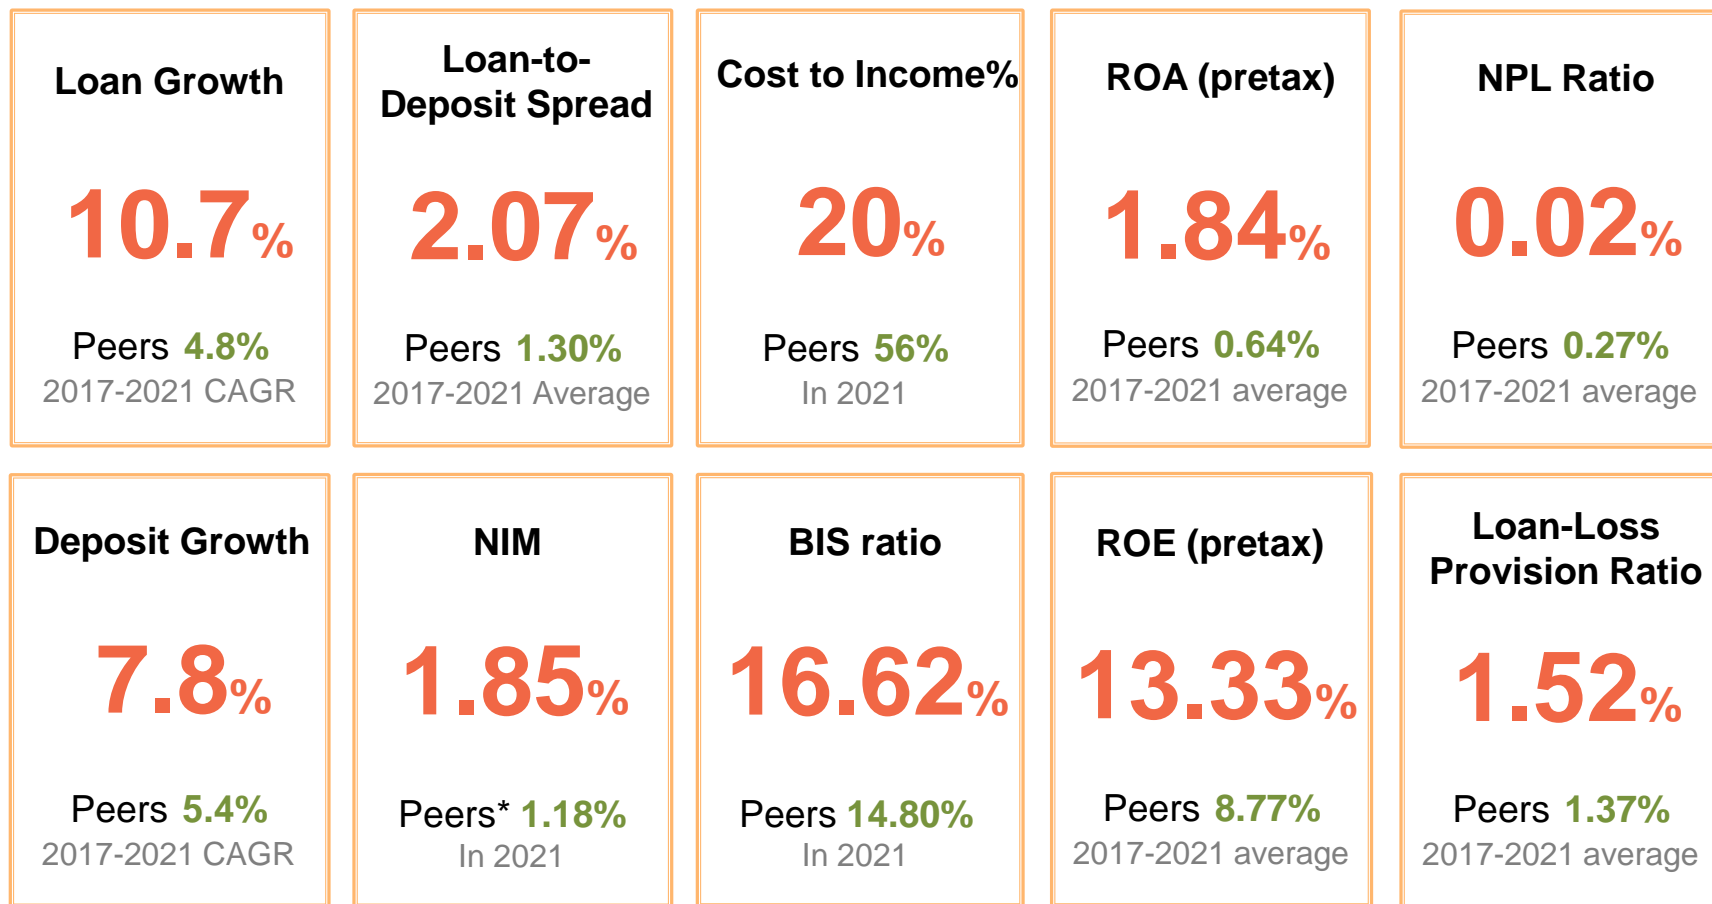 Loan Growth
10.7%
Peers 4.8%
2017-2021 CAGR
Loan-to-
Deposit Spread
2.07%
Peers 1.30%
2017-2021 Average
Cost to Income%
20%
Peers 56%
In 2021
ROA (pretax)
1.84%
Peers 0.64%
2017-2021 average
NPL Ratio
0.02%
Peers 0.27%
2017-2021 average
Deposit Growth
7.8%
Peers 5.4%
2017-2021 CAGR
NIM
1.85%
Peers* 1.18%
In 2021
BIS ratio
16.62%
Peers 14.80%
In 2021
ROE (pretax)
13.33%
Peers 8.77%
2017-2021 average
Loan-Loss
Provision Ratio
1.52%
Peers 1.37%
2017-2021 average